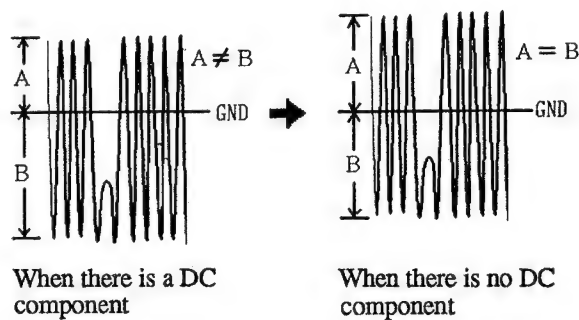 A
B
A ≠ B
GND
When there is a DC
component
A
B
A = B
GND
When there is no DC
component